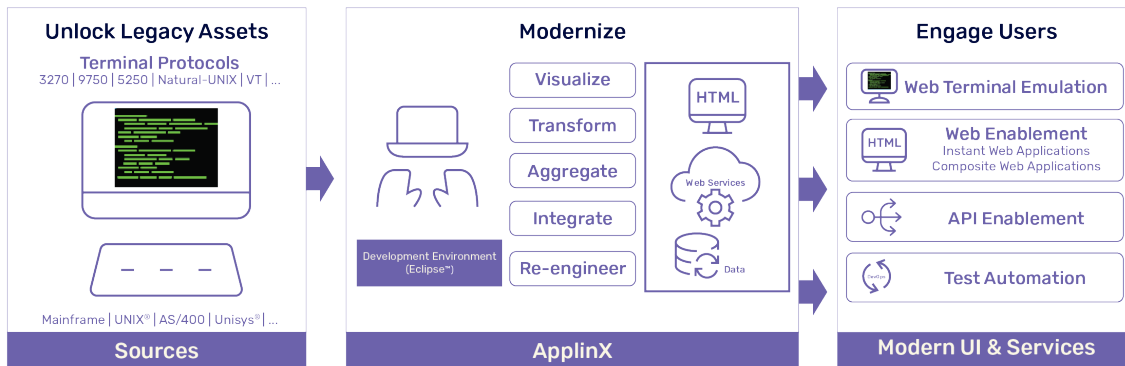 Unlock Legacy Assets
Terminal Protocols
3270 | 9750 | 5250 | Natural-UNIX | VT | ...
Mainframe | UNIX® | AS/400 | Unisys® | ...
Sources
Modernize
Development Environment
(Eclipse™)
Visualize
Transform
Aggregate
Integrate
Re-engineer
HTML
Web Services
Data
ApplinX
Engage Users
Web Terminal Emulation
HTML
Web Enablement
Instant Web Applications
Composite Web Applications
API Enablement
DevOps
Test Automation
Modern UI & Services